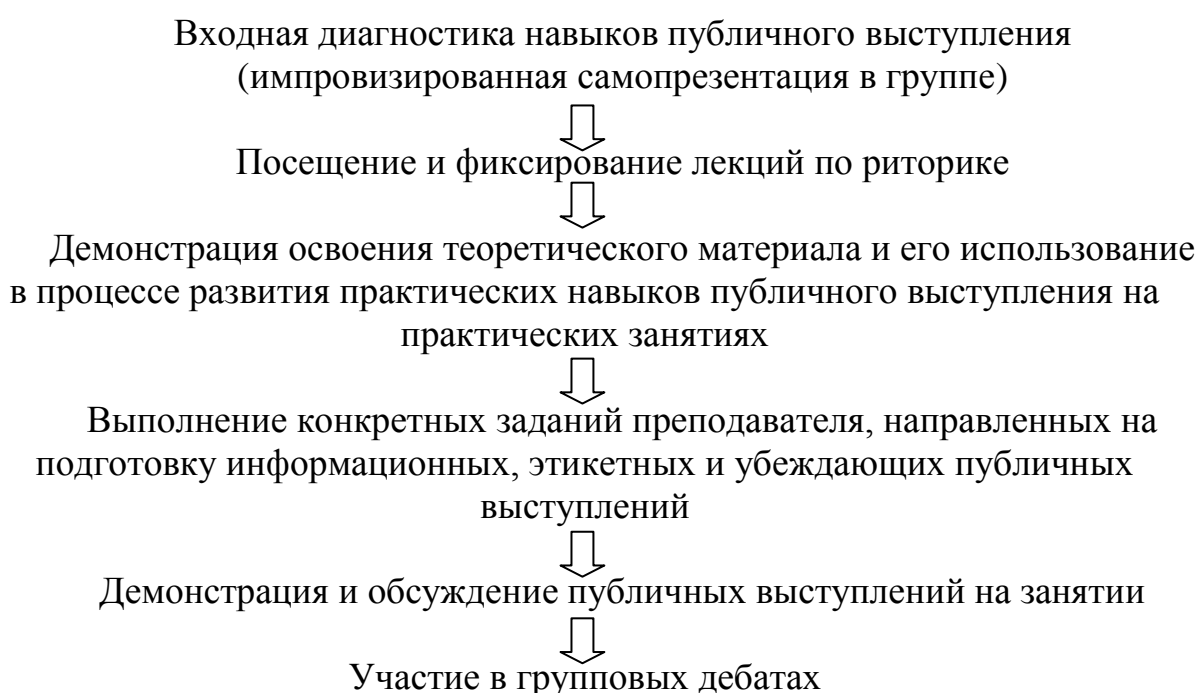 Входная диагностика навыков публичного выступления
(импровизированная самопрезентация в группе)
Посещение и фиксирование лекций по риторике
Демонстрация освоения теоретического материала и его использование
в процессе развития практических навыков публичного выступления на
практических занятиях
Выполнение конкретных заданий преподавателя, направленных на
подготовку информационных, этикетных и убеждающих публичных
выступлений
Демонстрация и обсуждение публичных выступлений на занятии
Участие в групповых дебатах